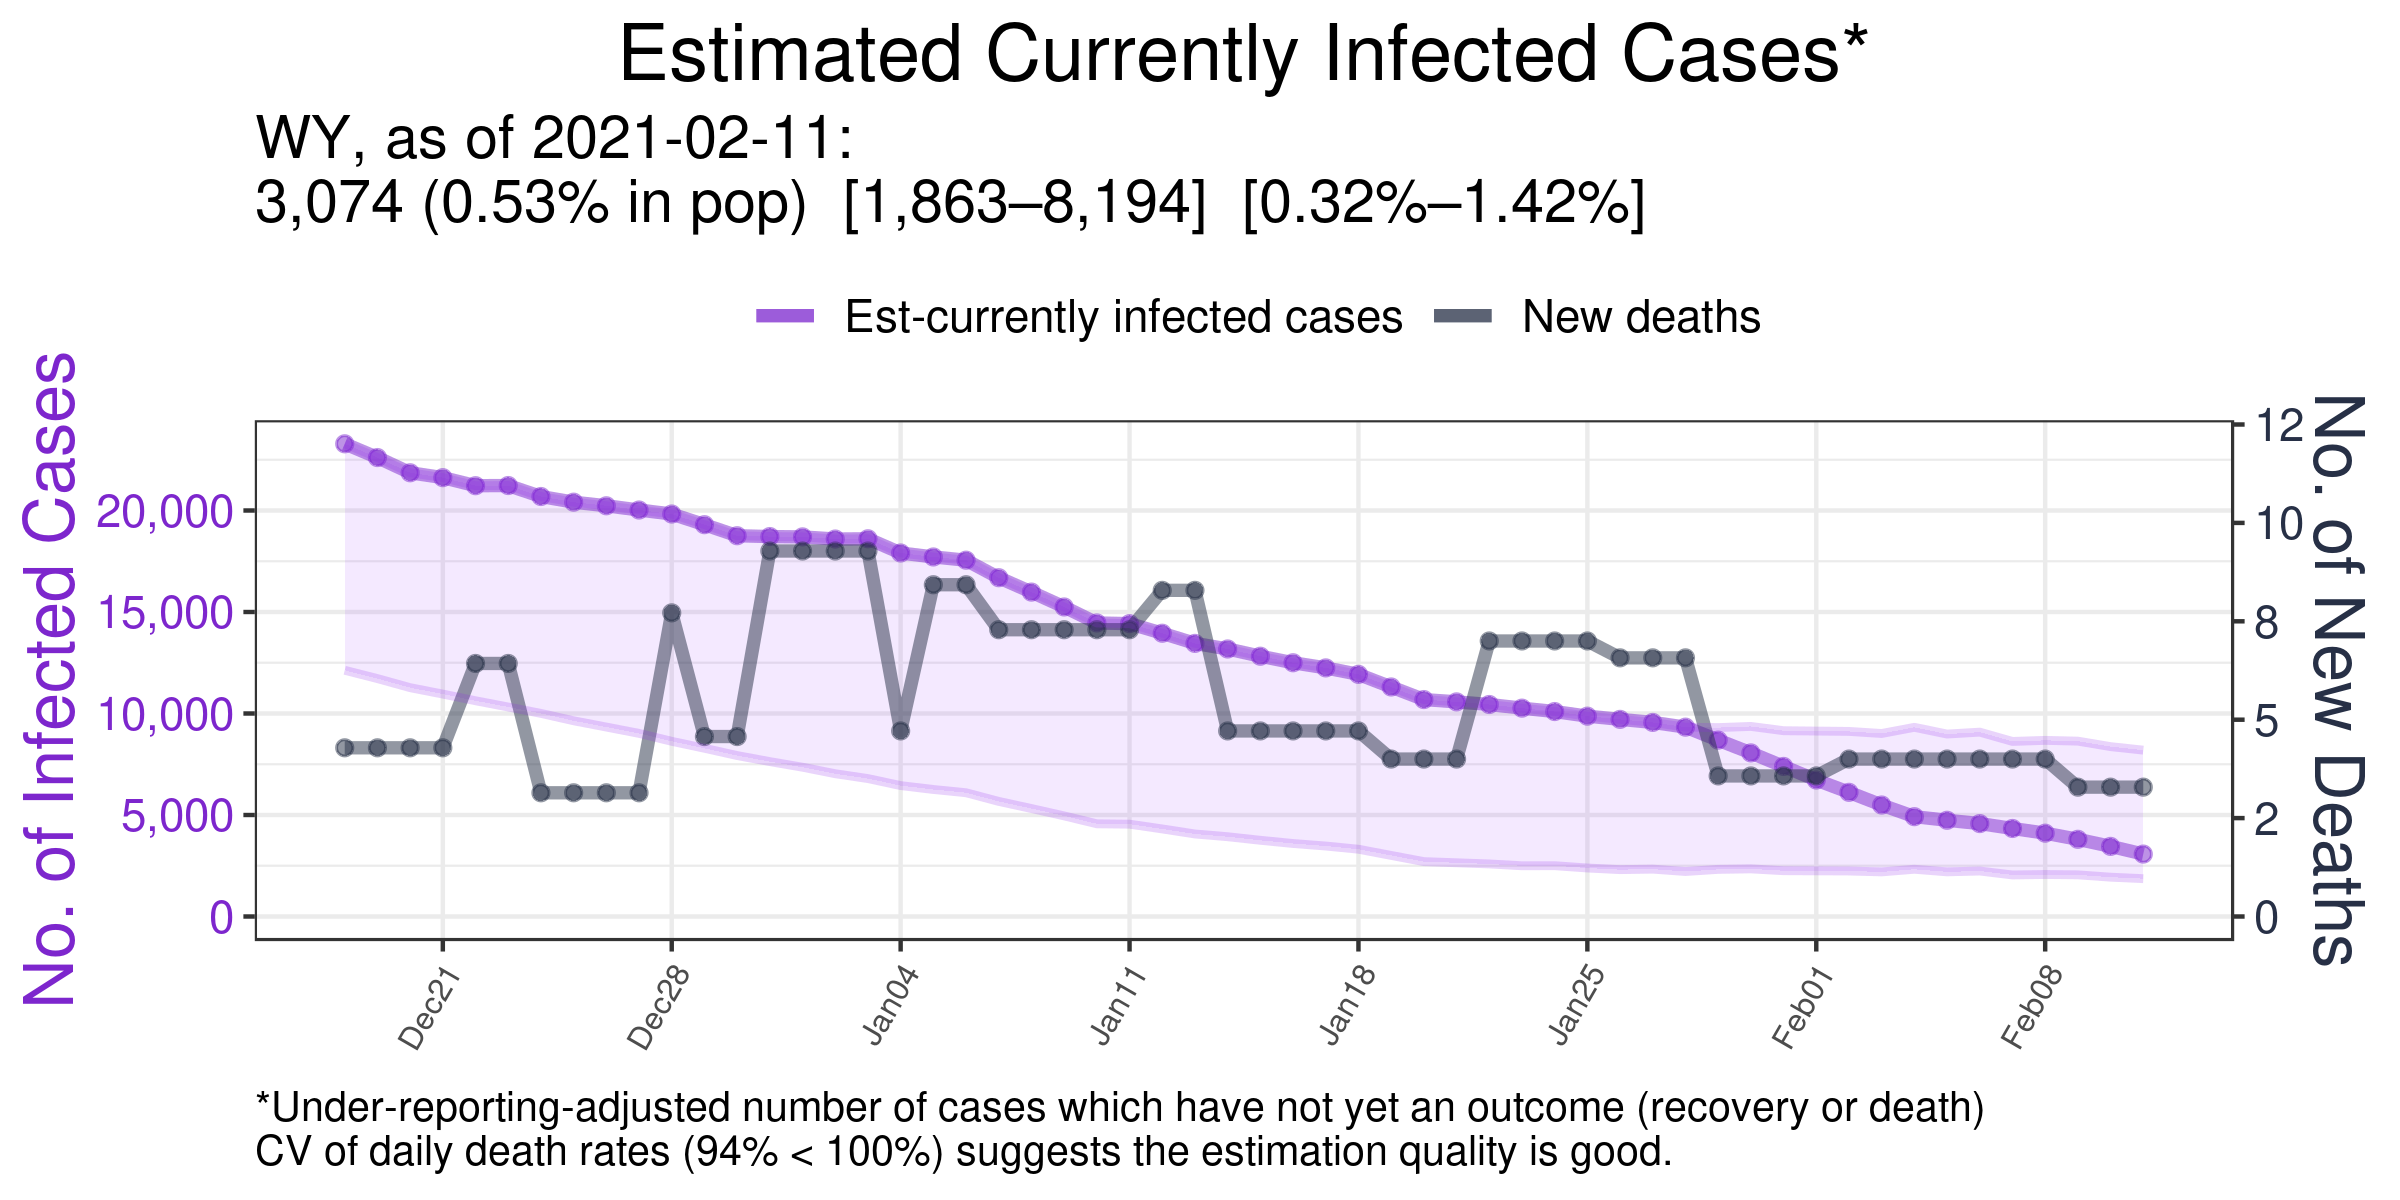 Estimated Currently Infected Cases*
WY, as of 2021-02-11:
3,074 (0.53% in pop)  [1,863–8,194]  [0.32%–1.42%]
Est-currently infected cases
New deaths
No. of Infected Cases
20,000
15,000
10,000
5,000
0
12
10
8
5
2
0
No. of New Deaths
Dec21
Dec28
Jan04
Jan11
Jan18
Jan25
Feb01
Feb08
*Under-reporting-adjusted number of cases which have not yet an outcome (recovery or death)
CV of daily death rates (94% < 100%) suggests the estimation quality is good.